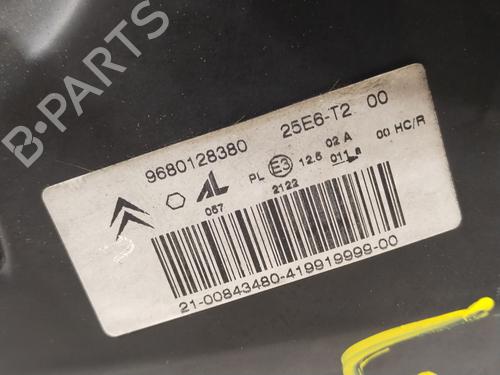 9680128380 25E6-T2 00
AL PL E3 12.5 02 A 00 HC/R
057 2122 011
21-00843480-419919999-00
B-PARTS